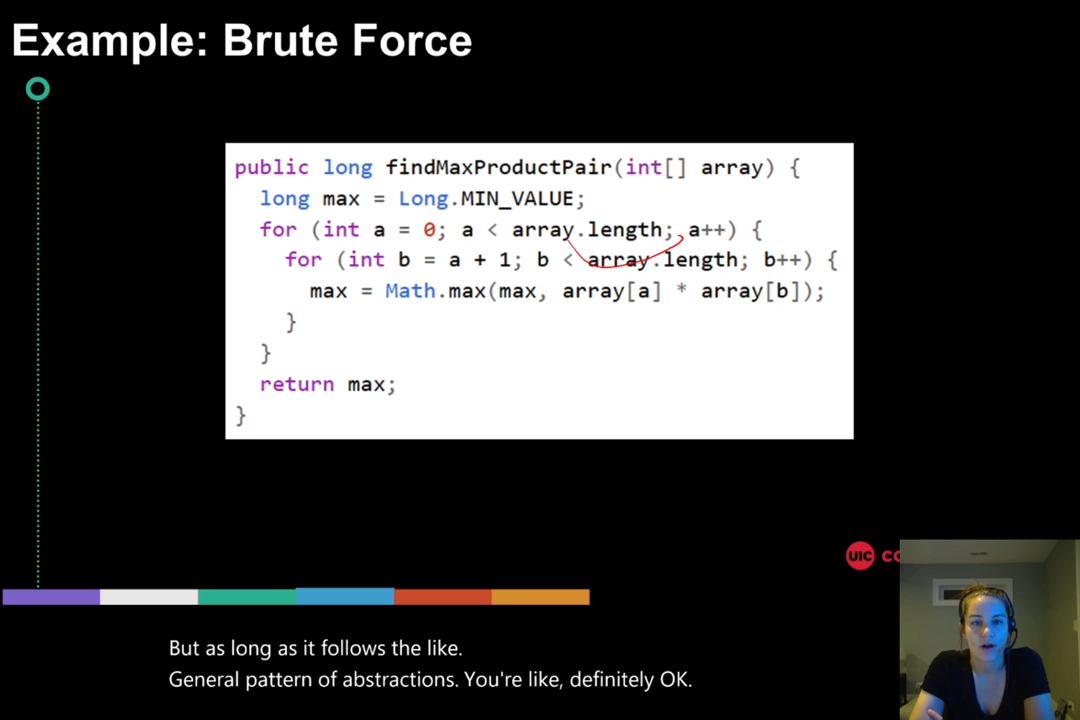 Example: Brute Force
public long findMaxProductPair(int[] array) {
long max = Long.MIN_VALUE;
for (int a = 0; a < array.length; a++) {
for (int b = a + 1; b < array.length; b++) {
max = Math.max(max, array[a] * array[b]);
}
}
return max;
}
UIC
But as long as it follows the like.
General pattern of abstractions. You're like, definitely OK.